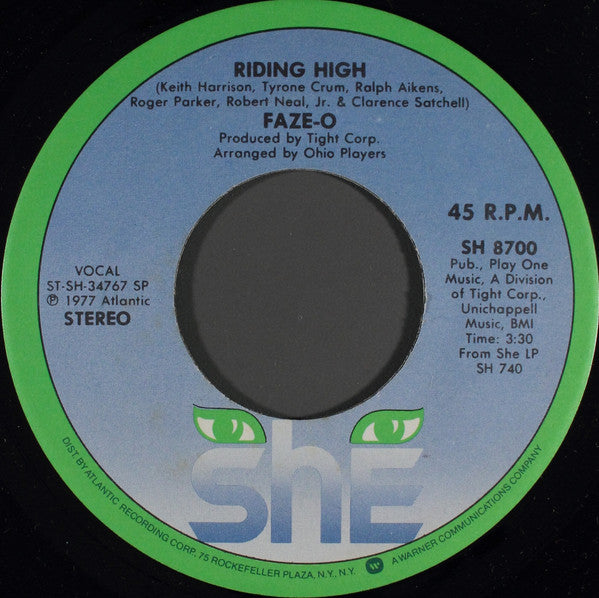 RIDING HIGH
(Keith Harrison, Tyrone Crum, Ralph Aikens,
Roger Parker, Robert Neal, Jr. & Clarence Satchell)
FAZE-O
Produced by Tight Corp.
Arranged by Ohio Players
VOCAL
ST-SH-34767 SP
℗ 1977 Atlantic
STEREO
45 R.P.M.
SH 8700
Pub., Play One
Music, A Division
of Tight Corp.,
Unichappell
Music, BMI
Time: 3:30
From She LP
SH 740
ShE
DIST. BY ATLANTIC RECORDING CORP. 75 ROCKEFELLER PLAZA, N.Y., N.Y. W A WARNER COMMUNICATIONS COMPANY